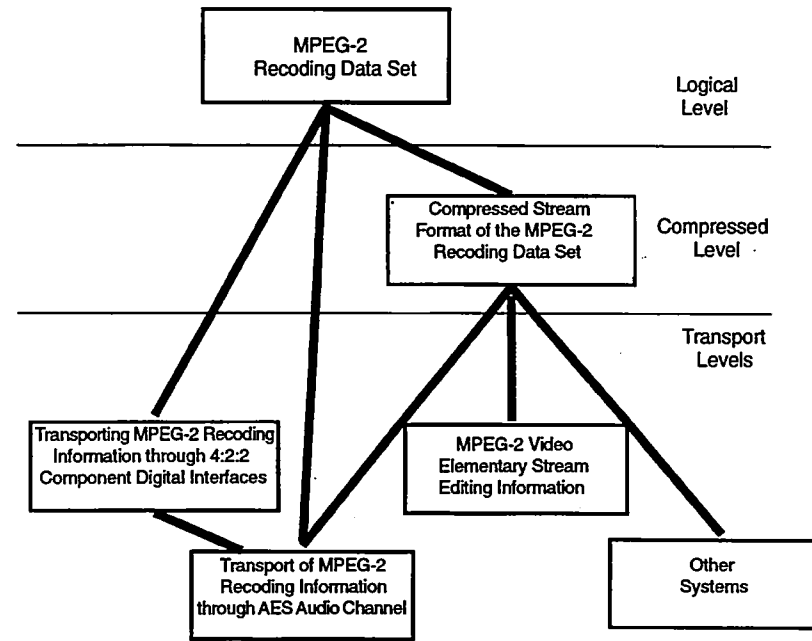 MPEG-2
Recoding Data Set
Logical
Level
Compressed Stream
Format of the MPEG-2
Recoding Data Set
Compressed
Level
Transport
Levels
Transporting MPEG-2 Recoding
Information through 4:2:2
Component Digital Interfaces
MPEG-2 Video
Elementary Stream
Editing Information
Transport of MPEG-2
Recoding Information
through AES Audio Channel
Other
Systems